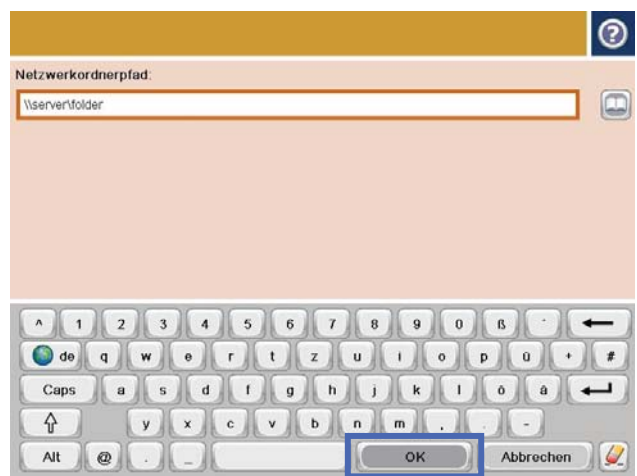 ?
Netzwerkordnerpfad:
\\server\folder
^ 1 2 3 4 5 6 7 8 9 0 ß ´
de q w e r t z u i o p ü + #
Caps a s d f g h j k l ö ä
y x c v b n m , . -
Alt @ . _ OK Abbrechen